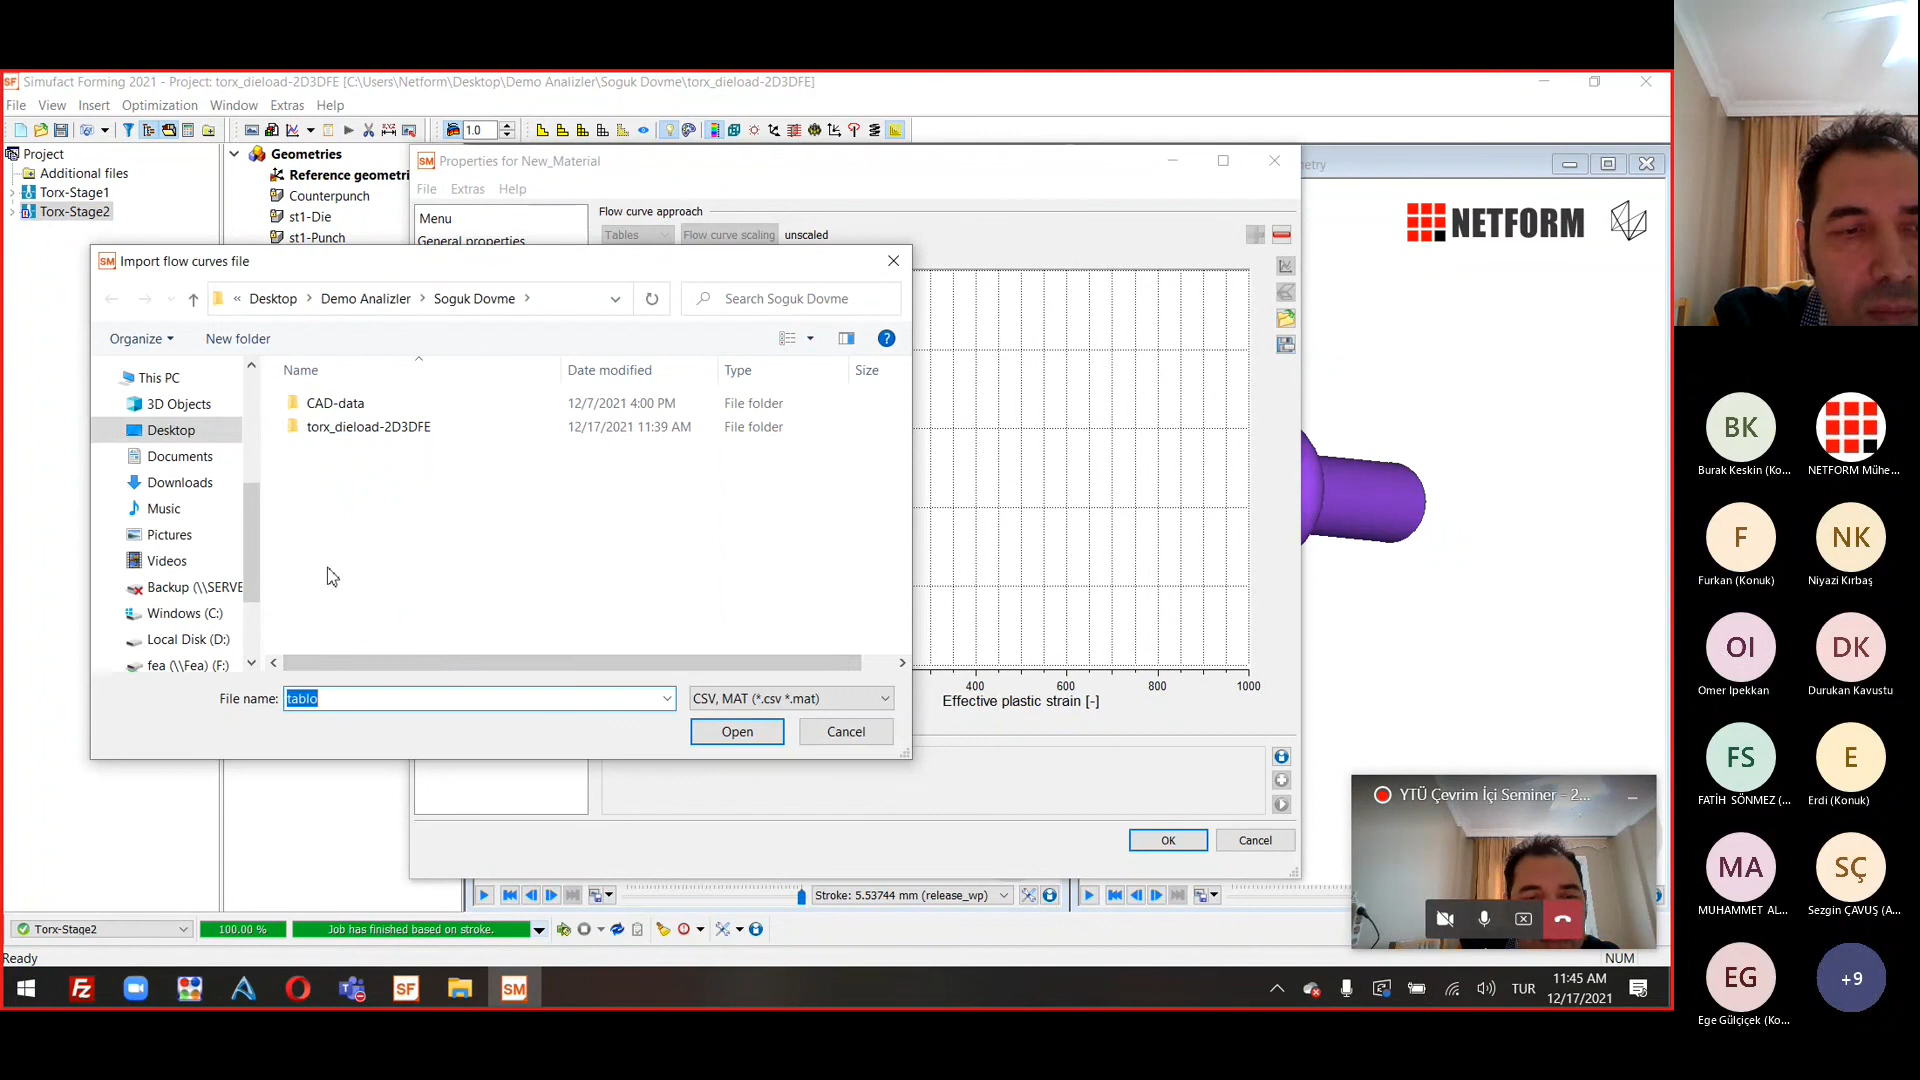 Simufact Forming 2021 - Project: torx_dieload-2D3DFE [C:\Users\Netform\Desktop\Demo Analizler\Soguk Dovme\torx_dieload-2D3DFE]
File View Insert Optimization Window Extras Help
1.0
Project
Additional files
Torx-Stage1
Torx-Stage2
Geometries
Reference geometri
Counterpunch
st1-Die
st1-Punch
SM Properties for New_Material
File Extras Help
Menu
General properties
Flow curve approach
Tables Flow curve scaling unscaled
etry
NETFORM
SM Import flow curves file
« Desktop > Demo Analizler > Soguk Dovme >
Search Soguk Dovme
Organize New folder
Name Date modified Type Size
CAD-data 12/7/2021 4:00 PM File folder
torx_dieload-2D3DFE 12/17/2021 11:39 AM File folder
This PC
3D Objects
Desktop
Documents
Downloads
Music
Pictures
Videos
Backup (\\SERVE
Windows (C:)
Local Disk (D:)
fea (\\Fea) (F:)
File name: tablo CSV, MAT (*.csv *.mat)
Open Cancel
400 600 800 1000
Effective plastic strain [-]
OK Cancel
Stroke: 5.53744 mm (release_wp)
Torx-Stage2 100.00 % Job has finished based on stroke.
Ready NUM
YTÜ Çevrim İçi Seminer - 2...
Fz SF SM
TUR
11:45 AM
12/17/2021
BK
Burak Keskin (Ko... NETFORM Mühe...
F NK
Furkan (Konuk) Niyazi Kırbaş
OI DK
Omer Ipekkan Durukan Kavustu
FS E
FATİH SÖNMEZ (... Erdi (Konuk)
MA SÇ
MUHAMMET AL... Sezgin ÇAVUŞ (A...
EG +9
Ege Gülçiçek (Ko...